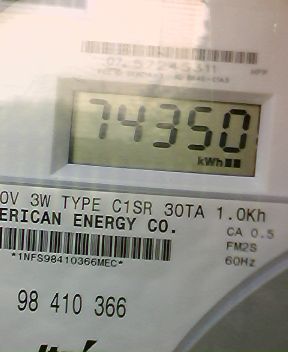 74350
kWh
0V 3W TYPE C1SR 30TA 1.0Kh
ERICAN ENERGY CO. CA 0.5
FM2S
*1NFS98410366MEC* 60Hz
98 410 366